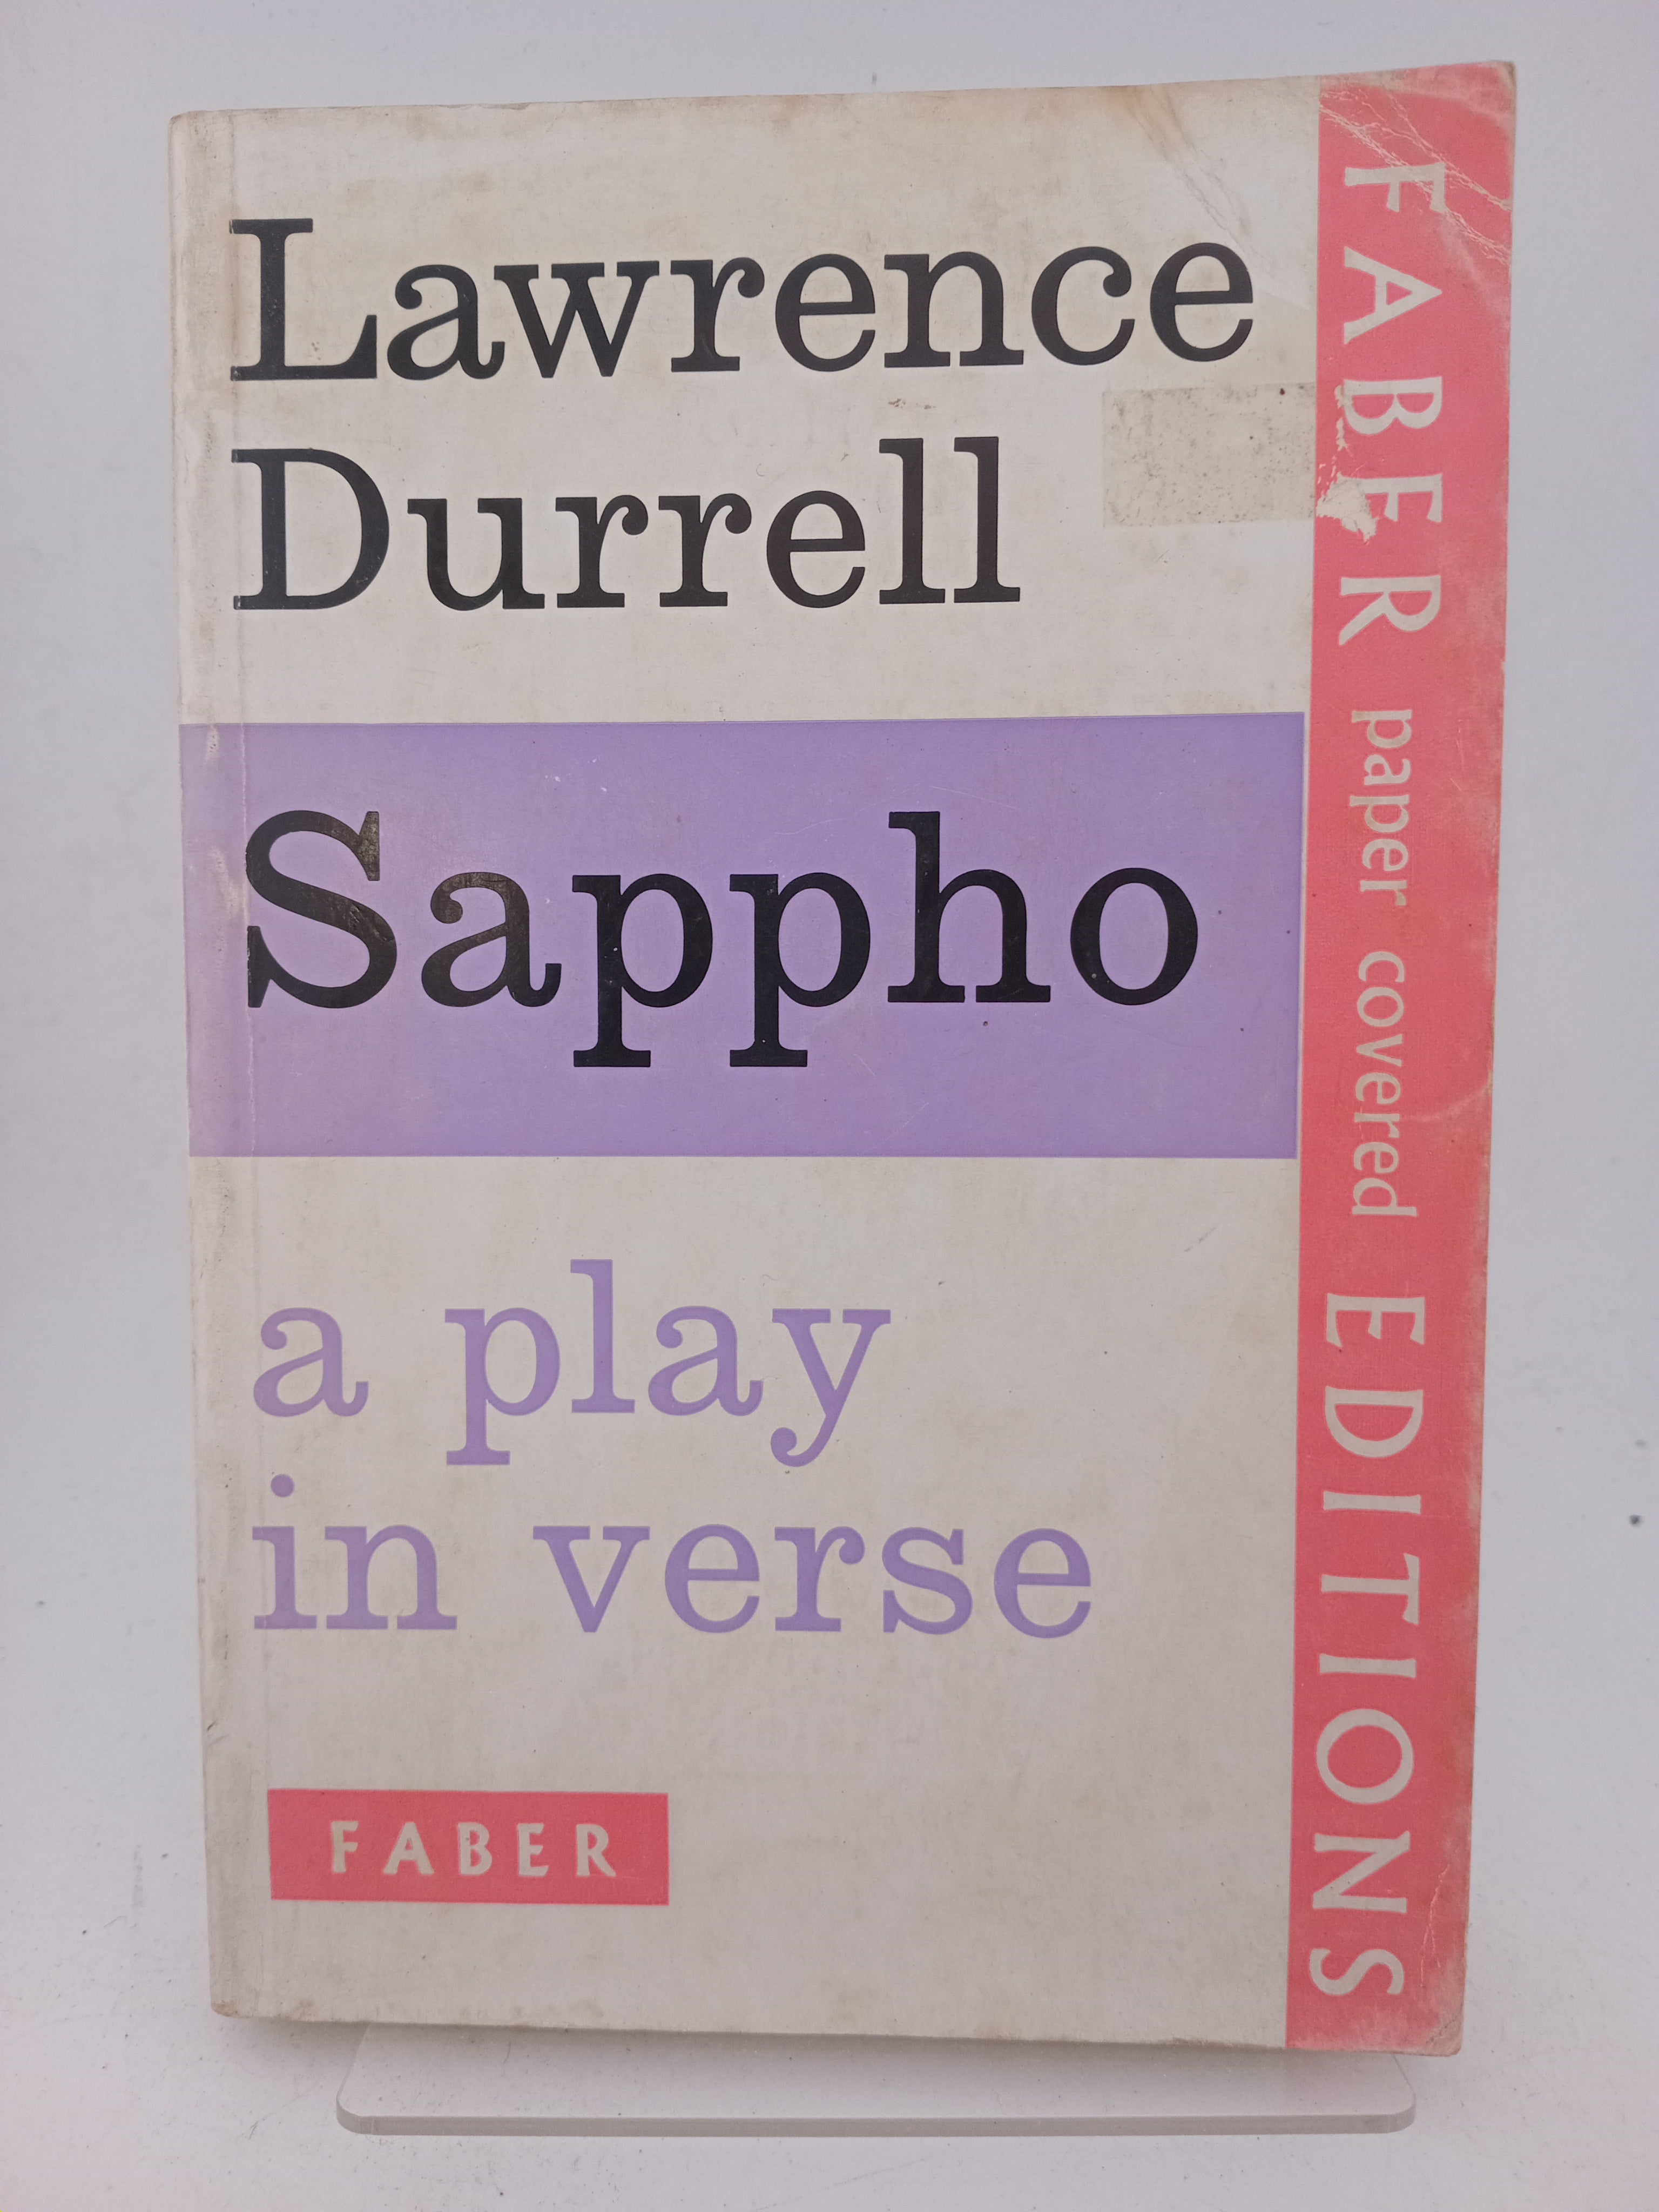 Lawrence
Durrell
Sappho
a play
in verse
FABER
FABER paper covered EDITIONS